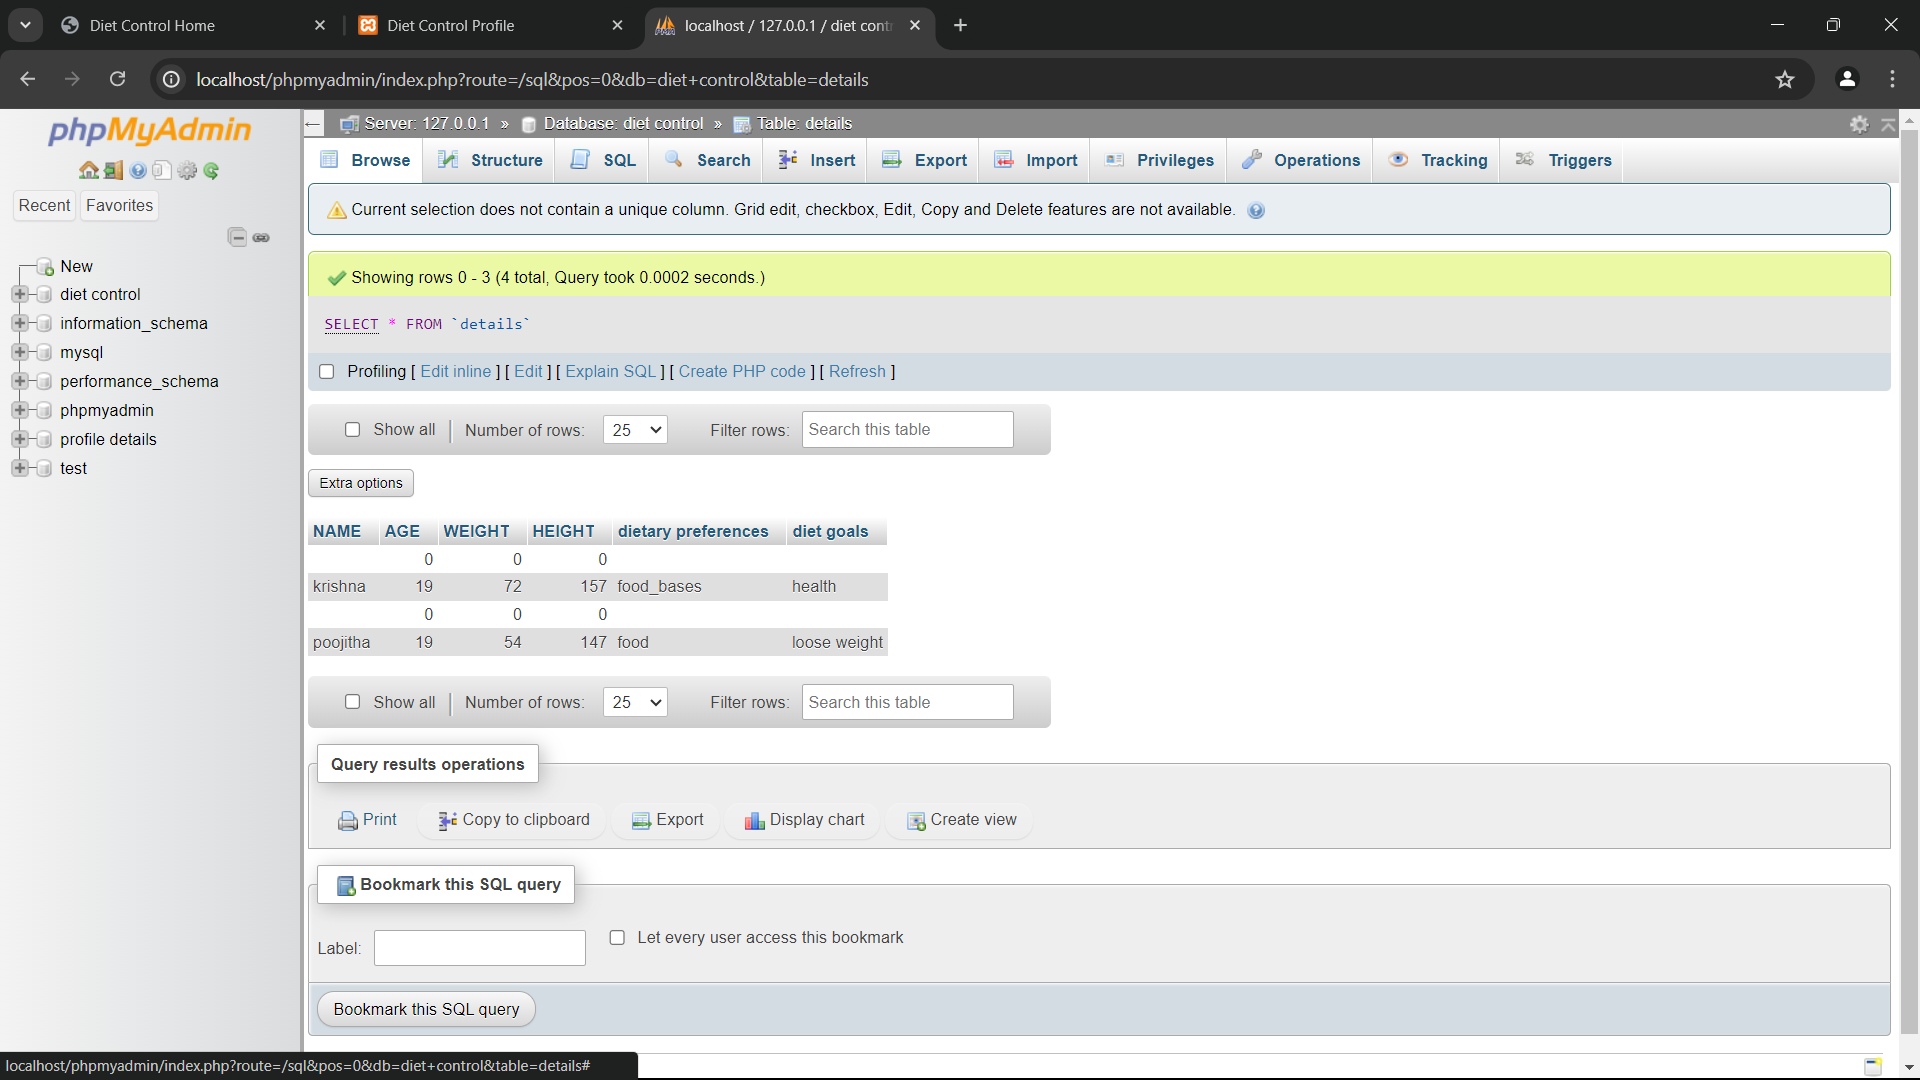 Diet Control Home
Diet Control Profile
localhost / 127.0.0.1 / diet cont
localhost/phpmyadmin/index.php?route=/sql&pos=0&db=diet+control&table=details
phpMyAdmin
Recent Favorites
New
diet control
information_schema
mysql
performance_schema
phpmyadmin
profile details
test
Server: 127.0.0.1 » Database: diet control » Table: details
Browse Structure SQL Search Insert Export Import Privileges Operations Tracking Triggers
Current selection does not contain a unique column. Grid edit, checkbox, Edit, Copy and Delete features are not available.
Showing rows 0 - 3 (4 total, Query took 0.0002 seconds.)
SELECT * FROM `details`
Profiling [ Edit inline ] [ Edit ] [ Explain SQL ] [ Create PHP code ] [ Refresh ]
Show all Number of rows: 25 Filter rows: Search this table
Extra options
NAME AGE WEIGHT HEIGHT dietary preferences diet goals
0 0 0
krishna 19 72 157 food_bases health
0 0 0
poojitha 19 54 147 food loose weight
Show all Number of rows: 25 Filter rows: Search this table
Query results operations
Print Copy to clipboard Export Display chart Create view
Bookmark this SQL query
Label: Let every user access this bookmark
Bookmark this SQL query
localhost/phpmyadmin/index.php?route=/sql&pos=0&db=diet+control&table=details#